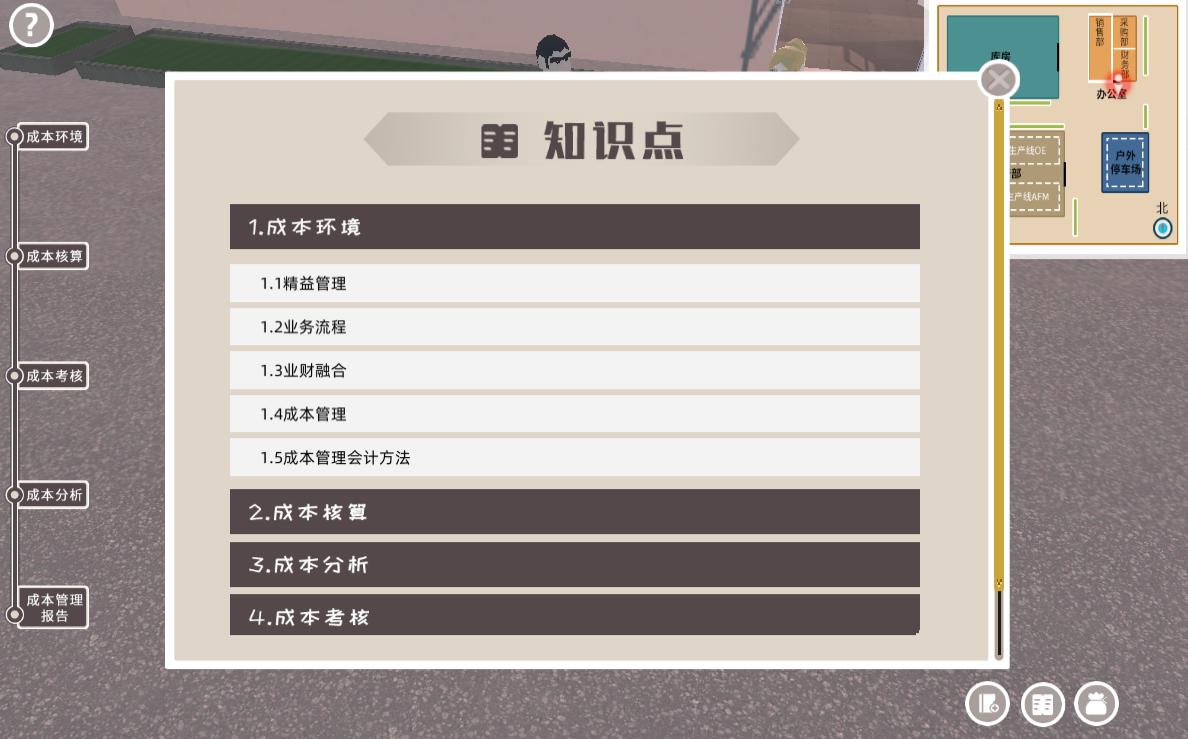 ?
知识点
1.成本环境
1.1精益管理
1.2业务流程
1.3业财融合
1.4成本管理
1.5成本管理会计方法
2.成本核算
3.成本分析
4.成本考核
成本环境
成本核算
成本考核
成本分析
成本管理
报告
库房
销售部
采购部
财务部
办公室
生产线OE
部
生产线AFM
户外
停车场
北